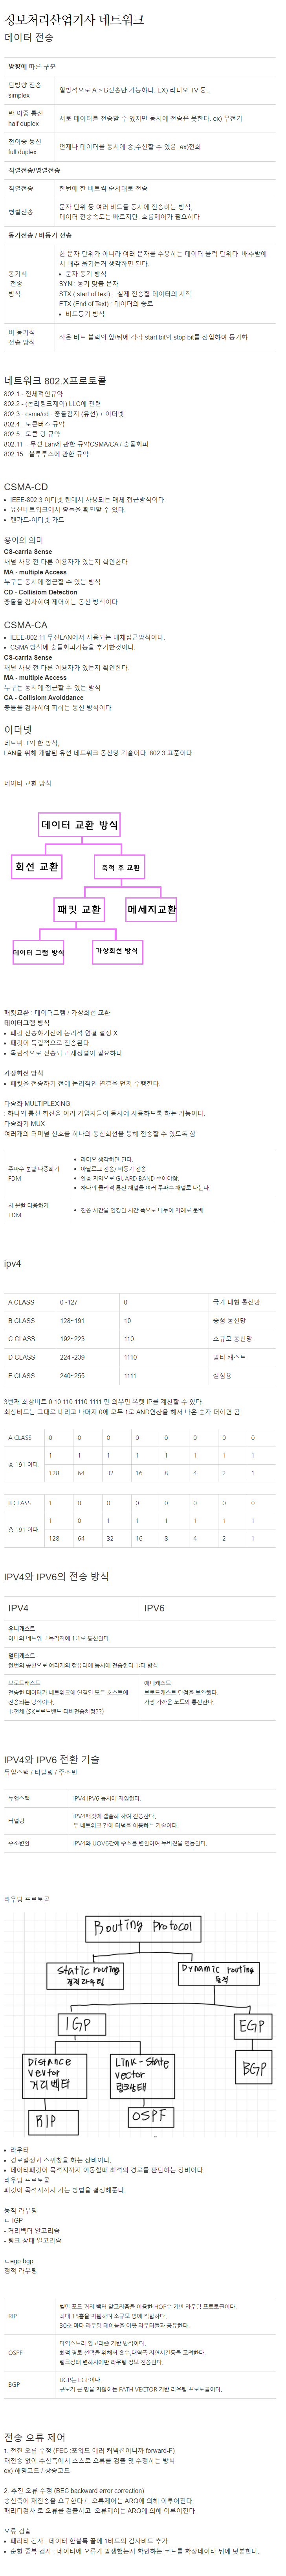 정보처리산업기사 네트워크
데이터 전송
방향에 따른 구분
단방향 전송
simplex
일방적으로 A-> B전송만 가능하다. EX) 라디오 TV 등..
반 이중 통신
half duplex
서로 데이터를 전송할 수 있지만 동시에 전송은 못한다. ex) 무전기
전이중 통신
full duplex
언제나 데이터를 동시에 송,수신할 수 있음. ex)전화
직렬전송/병렬전송
직렬전송
한번에 한 비트씩 순서대로 전송
병렬전송
문자 단위 등 여러 비트를 동시에 전송하는 방식,
데이터 전송속도는 빠르지만, 흐름제어가 필요하다
동기전송 / 비동기 전송
동기식
전송
방식
한 문자 단위가 아니라 여러 문자를 수용하는 데이터 블럭 단위다. 배추밭에
서 배추 옮기는거 생각하면 된다.
• 문자 동기 방식
SYN : 동기 맞춤 문자
STX ( start of text) : 실제 전송할 데이터의 시작
ETX (End of Text) : 데이터의 종료
• 비트동기 방식
비 동기식
전송 방식
작은 비트 블럭의 앞/뒤에 각각 start bit와 stop bit를 삽입하여 동기화
네트워크 802.X프로토콜
802.1 - 전체적인규약
802.2 - (논리링크제어) LLC에 관련
802.3 - csma/cd - 충돌감지 (유선) + 이더넷
802.4 - 토큰버스 규약
802.5 - 토큰 링 규약
802.11 - 무선 Lan에 관한 규약CSMA/CA / 충돌회피
802.15 - 블루투스에 관한 규약
CSMA-CD
• IEEE-802.3 이더넷 랜에서 사용되는 매체 접근방식이다.
• 유선네트워크에서 충돌을 확인할 수 있다.
• 랜카드-이더넷 카드
용어의 의미
CS-carria Sense
채널 사용 전 다른 이용자가 있는지 확인한다.
MA - multiple Access
누구든 동시에 접근할 수 있는 방식
CD - Collisiom Detection
충돌을 검사하여 제어하는 통신 방식이다.
CSMA-CA
• IEEE-802.11 무선LAN에서 사용되는 매체접근방식이다.
• CSMA 방식에 충돌회피기능을 추가한것이다.
CS-carria Sense
채널 사용 전 다른 이용자가 있는지 확인한다.
MA - multiple Access
누구든 동시에 접근할 수 있는 방식
CA - Collisiom Avoiddance
충돌을 검사하여 피하는 통신 방식이다.
이더넷
네트워크의 한 방식,
LAN을 위해 개발된 유선 네트워크 통신망 기술이다. 802.3 표준이다.
데이터 교환 방식
데이터 교환 방식
회선 교환
축적 후 교환
패킷 교환
메세지교환
데이터 그램 방식
가상회선 방식
패킷교환 : 데이터그램 / 가상회선 교환
데이터그램 방식
• 패킷 전송하기전에 논리적 연결 설정 X.
• 패킷이 독립적으로 전송된다.
• 독립적으로 전송되고 재정렬이 필요하다
가상회선 방식
• 패킷을 전송하기 전에 논리적인 연결을 먼저 수행한다.
다중화 MULTIPLEXING
: 하나의 통신 회선을 여러 가입자들이 동시에 사용하도록 하는 기능이다.
다중화기 MUX
여러개의 터미널 신호를 하나의 통신회선을 통해 전송할 수 있도록 함
주파수 분할 다중화기
FDM
• 라디오 생각하면 된다.
• 아날로그 전송/ 비동기 전송
• 완충 지역으로 GUARD BAND 주어야함.
• 하나의 물리적 통신 채널을 여러 주파수 채널로 나눈다.
시 분할 다중화기
TDM
• 전송 시간을 일정한 시간 폭으로 나누어 차례로 분배
ipv4
A CLASS 0~127 0 국가 대형 통신망
B CLASS 128~191 10 중형 통신망
C CLASS 192~223 110 소규모 통신망
D CLASS 224~239 1110 멀티 캐스트
E CLASS 240~255 1111 실험용
3번째 최상비트 0.10.110.1110.1111 만 외우면 옥텟 IP를 계산할 수 있다.
최상비트는 그대로 내리고 나머지 0에 모두 1로 AND연산을 해서 나온 숫자 더하면 됨.
A CLASS 0 0 0 0 0 0 0 0
총 191 이다.
1 1 1 1 1 1 1 1
128 64 32 16 8 4 2 1
B CLASS 1 0 0 0 0 0 0 0
총 191 이다.
1 0 1 1 1 1 1 1
128 64 32 16 8 4 2 1
IPV4와 IPV6의 전송 방식
IPV4 IPV6
유니캐스트
하나의 네트워크 목적지에 1:1로 통신한다
멀티캐스트
한번의 송신으로 여러개의 컴퓨터에 동시에 전송한다 1:다 방식
브로드캐스트
전송한 데이터가 네트워크에 연결된 모든 호스트에
전송되는 방식이다.
1:전체 (SK브로드밴드 티비전송처럼??)
애니캐스트
브로드캐스트 단점을 보완했다.
가장 가까운 노드와 통신한다.
IPV4와 IPV6 전환 기술
듀얼스택 / 터널링 / 주소변
듀얼스택
IPV4 IPV6 동시에 지원한다.
터널링
IPV4패킷에 캡슐화 하여 전송한다.
두 네트워크 간에 터널을 이용하는 기술이다.
주소변환
IPV4와 UOV6간에 주소를 변환하여 두버전을 연동한다.
라우팅 프로토콜
Routing protocol
Static routing
정적 라우팅
Dynamic routing
동적
IGP
EGP
Distance
vevtor
거리벡터
Link-State
vector
링크상태
BGP
RIP
OSPF
• 라우터
• 경로설정과 스위칭을 하는 장비이다.
• 데이터패킷이 목적지까지 이동할때 최적의 경로를 판단하는 장비이다.
라우팅 프로토콜
패킷이 목적지까지 가는 방법을 결정해준다.
동적 라우팅
ㄴ IGP
- 거리벡터 알고리즘
- 링크 상태 알고리즘
ㄴegp-bgp
정적 라우팅
RIP
벨만 포드 거리 벡터 알고리즘을 이용한 HOP수 기반 라우팅 프로토콜이다.
최대 15홉을 지원하며 소규모 망에 적합하다.
30초 마다 라우팅 테이블을 이웃 라우터들과 공유한다.
OSPF
다익스트라 알고리즘 기반 방식이다.
최적 경로 선택을 위해서 홉수,대역폭 지연시간등을 고려한다.
링크상태 변화시에만 라우팅 정보 전송한다.
BGP
BGP는 EGP이다,
규모가 큰 망을 지원하는 PATH VECTOR 기반 라우팅 프로토콜이다.
전송 오류 제어
1. 전진 오류 수정 (FEC :포워드 에러 커넥션이니까 forward-F)
재전송 없이 수신측에서 스스로 오류를 검출 및 수정하는 방식
ex) 해밍코드 / 상승코드
2. 후진 오류 수정 (BEC backward error correction)
송신측에 재전송을 요구한다 / . 오류제어는 ARQ에 의해 이루어진다.
패리티검사 로 오류를 검출하고 .오류제어는 ARQ에 의해 이루어진다.
오류 검출
• 패리티 검사 : 데이터 한블록 끝에 1비트의 검사비트 추가
• 순환 중복 검사 : 데이터에 오류가 발생했는지 확인하는 코드를 확장데이터 뒤에 덧붙힌다.